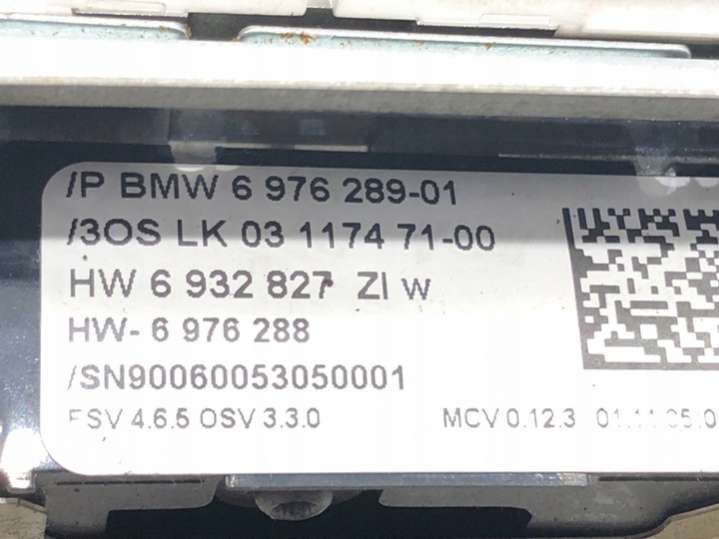 /P BMW 6 976 289-01
/3OS LK 03 1174 71-00
HW 6 932 827 ZI w
HW- 6 976 288
/SN90060053050001
FSV 4.6.5 OSV 3.3.0
MCV 0.12.3